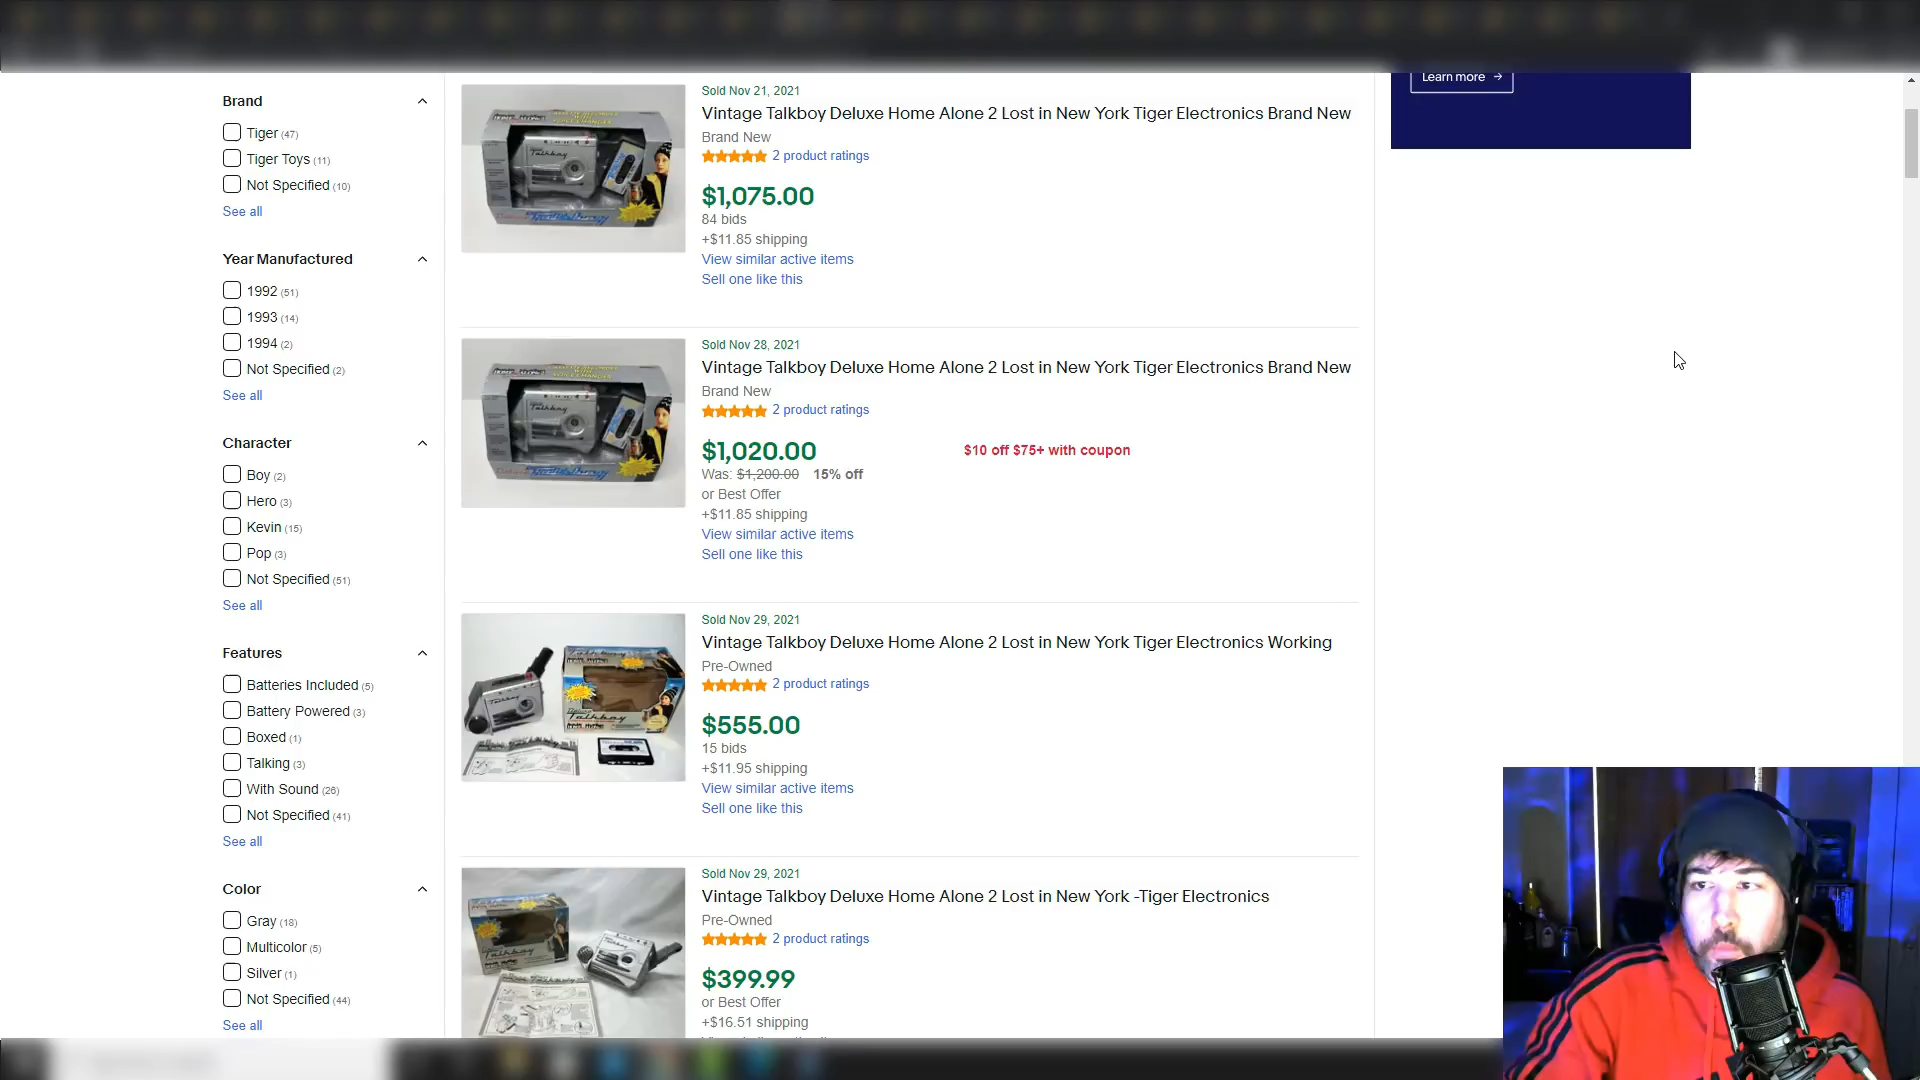 Brand
Tiger (47)
Tiger Toys (11)
Not Specified (10)
See all
Year Manufactured
1992 (51)
1993 (14)
1994 (2)
Not Specified (2)
See all
Character
Boy (2)
Hero (3)
Kevin (15)
Pop (3)
Not Specified (51)
See all
Features
Batteries Included (5)
Battery Powered (3)
Boxed (1)
Talking (3)
With Sound (26)
Not Specified (41)
See all
Color
Gray (18)
Multicolor (5)
Silver (1)
Not Specified (44)
See all
Sold Nov 21, 2021
Vintage Talkboy Deluxe Home Alone 2 Lost in New York Tiger Electronics Brand New
Brand New
2 product ratings
$1,075.00
84 bids
+$11.85 shipping
View similar active items
Sell one like this
Talkboy
Sold Nov 28, 2021
Vintage Talkboy Deluxe Home Alone 2 Lost in New York Tiger Electronics Brand New
Brand New
2 product ratings
$1,020.00
$10 off $75+ with coupon
Was: $1,200.00 15% off
or Best Offer
+$11.85 shipping
View similar active items
Sell one like this
Talkboy
Sold Nov 29, 2021
Vintage Talkboy Deluxe Home Alone 2 Lost in New York Tiger Electronics Working
Pre-Owned
2 product ratings
$555.00
15 bids
+$11.95 shipping
View similar active items
Sell one like this
Talkboy
Sold Nov 29, 2021
Vintage Talkboy Deluxe Home Alone 2 Lost in New York -Tiger Electronics
Pre-Owned
2 product ratings
$399.99
or Best Offer
+$16.51 shipping
Learn more →